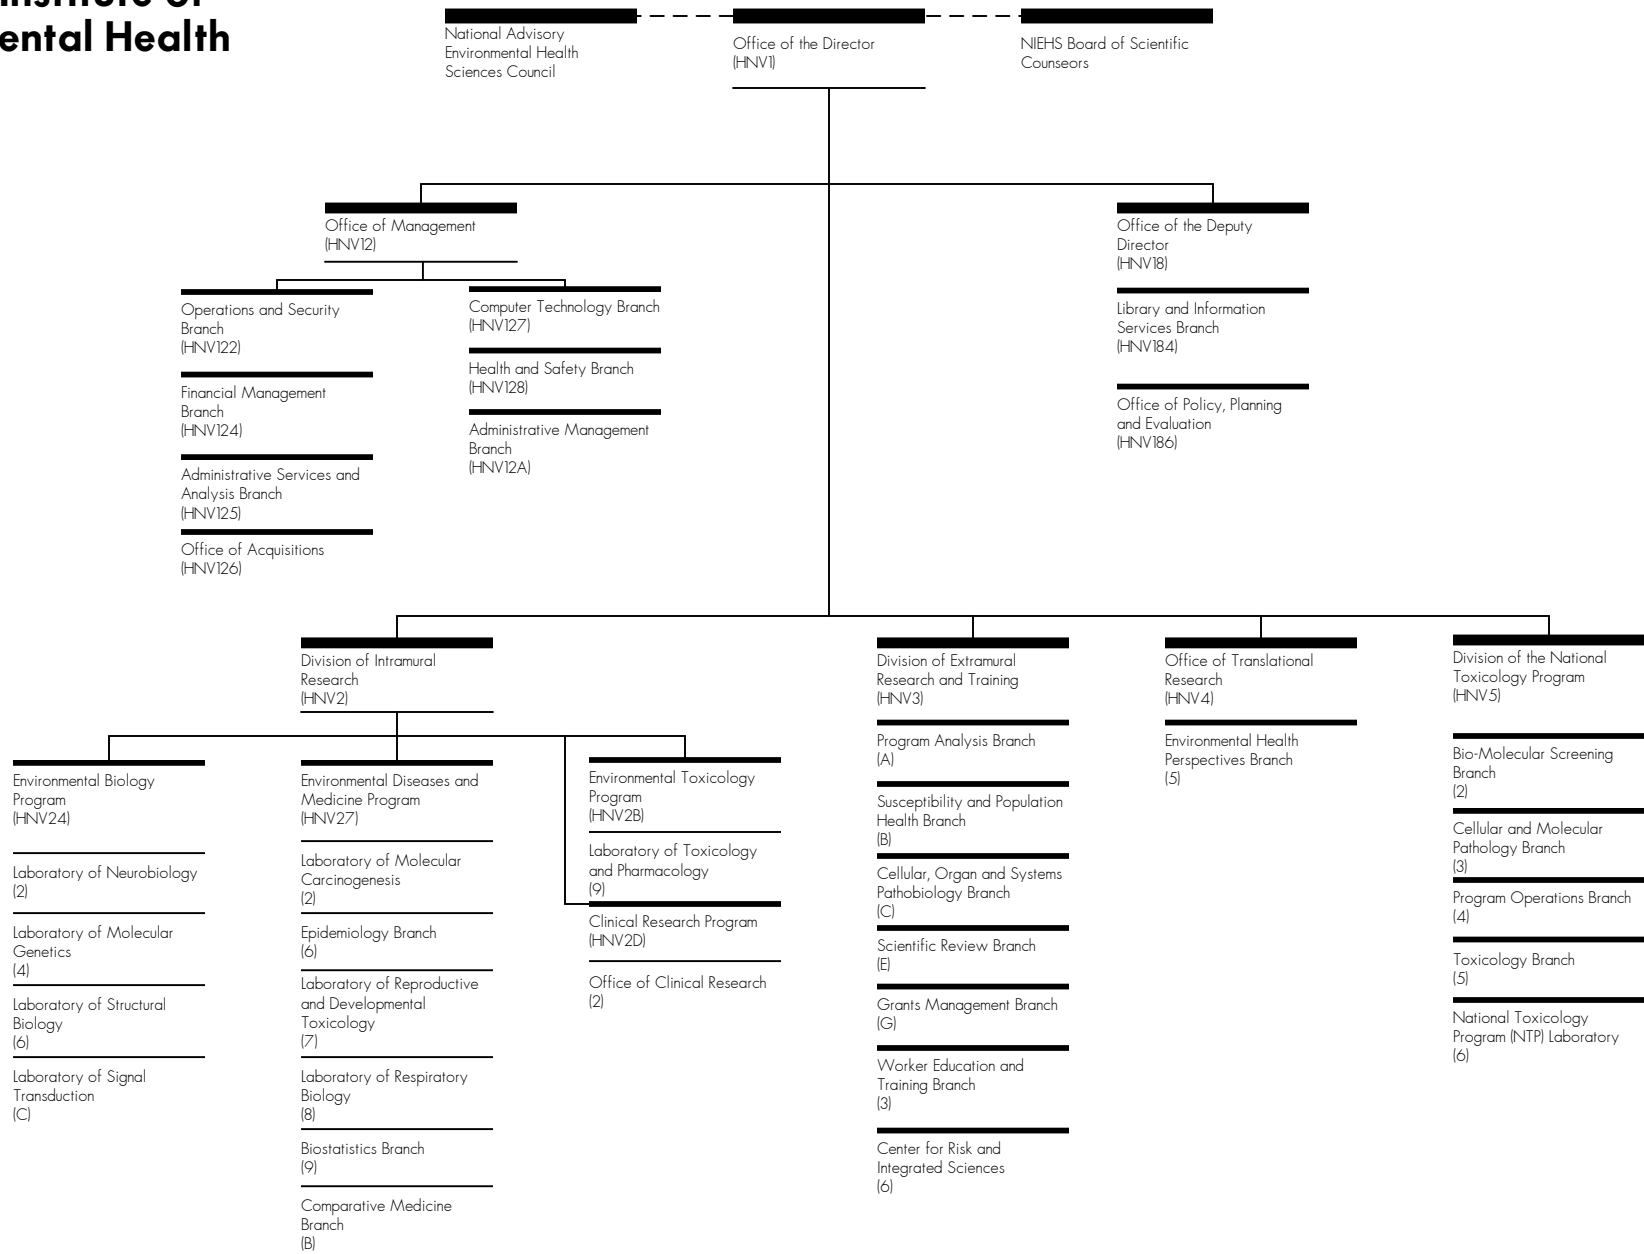 ental Health
National Advisory
Environmental Health
Sciences Council
Office of the Director
(HNV1)
NIEHS Board of Scientific
Counseors
Office of Management
(HNV12)
Office of the Deputy
Director
(HNV18)
Operations and Security
Branch
(HNV122)
Financial Management
Branch
(HNV124)
Administrative Services and
Analysis Branch
(HNV125)
Office of Acquisitions
(HNV126)
Computer Technology Branch
(HNV127)
Health and Safety Branch
(HNV128)
Administrative Management
Branch
(HNV12A)
Library and Information
Services Branch
(HNV184)
Office of Policy, Planning
and Evaluation
(HNV186)
Division of Intramural
Research
(HNV2)
Division of Extramural
Research and Training
(HNV3)
Office of Translational
Research
(HNV4)
Division of the National
Toxicology Program
(HNV5)
Environmental Biology
Program
(HNV24)
Laboratory of Neurobiology
(2)
Laboratory of Molecular
Genetics
(4)
Laboratory of Structural
Biology
(6)
Laboratory of Signal
Transduction
(C)
Environmental Diseases and
Medicine Program
(HNV27)
Laboratory of Molecular
Carcinogenesis
(2)
Epidemiology Branch
(6)
Laboratory of Reproductive
and Developmental
Toxicology
(7)
Laboratory of Respiratory
Biology
(8)
Biostatistics Branch
(9)
Comparative Medicine
Branch
(B)
Environmental Toxicology
Program
(HNV2B)
Laboratory of Toxicology
and Pharmacology
(9)
Clinical Research Program
(HNV2D)
Office of Clinical Research
(2)
Program Analysis Branch
(A)
Susceptibility and Population
Health Branch
(B)
Cellular, Organ and Systems
Pathobiology Branch
(C)
Scientific Review Branch
(E)
Grants Management Branch
(G)
Worker Education and
Training Branch
(3)
Center for Risk and
Integrated Sciences
(6)
Environmental Health
Perspectives Branch
(5)
Bio-Molecular Screening
Branch
(2)
Cellular and Molecular
Pathology Branch
(3)
Program Operations Branch
(4)
Toxicology Branch
(5)
National Toxicology
Program (NTP) Laboratory
(6)